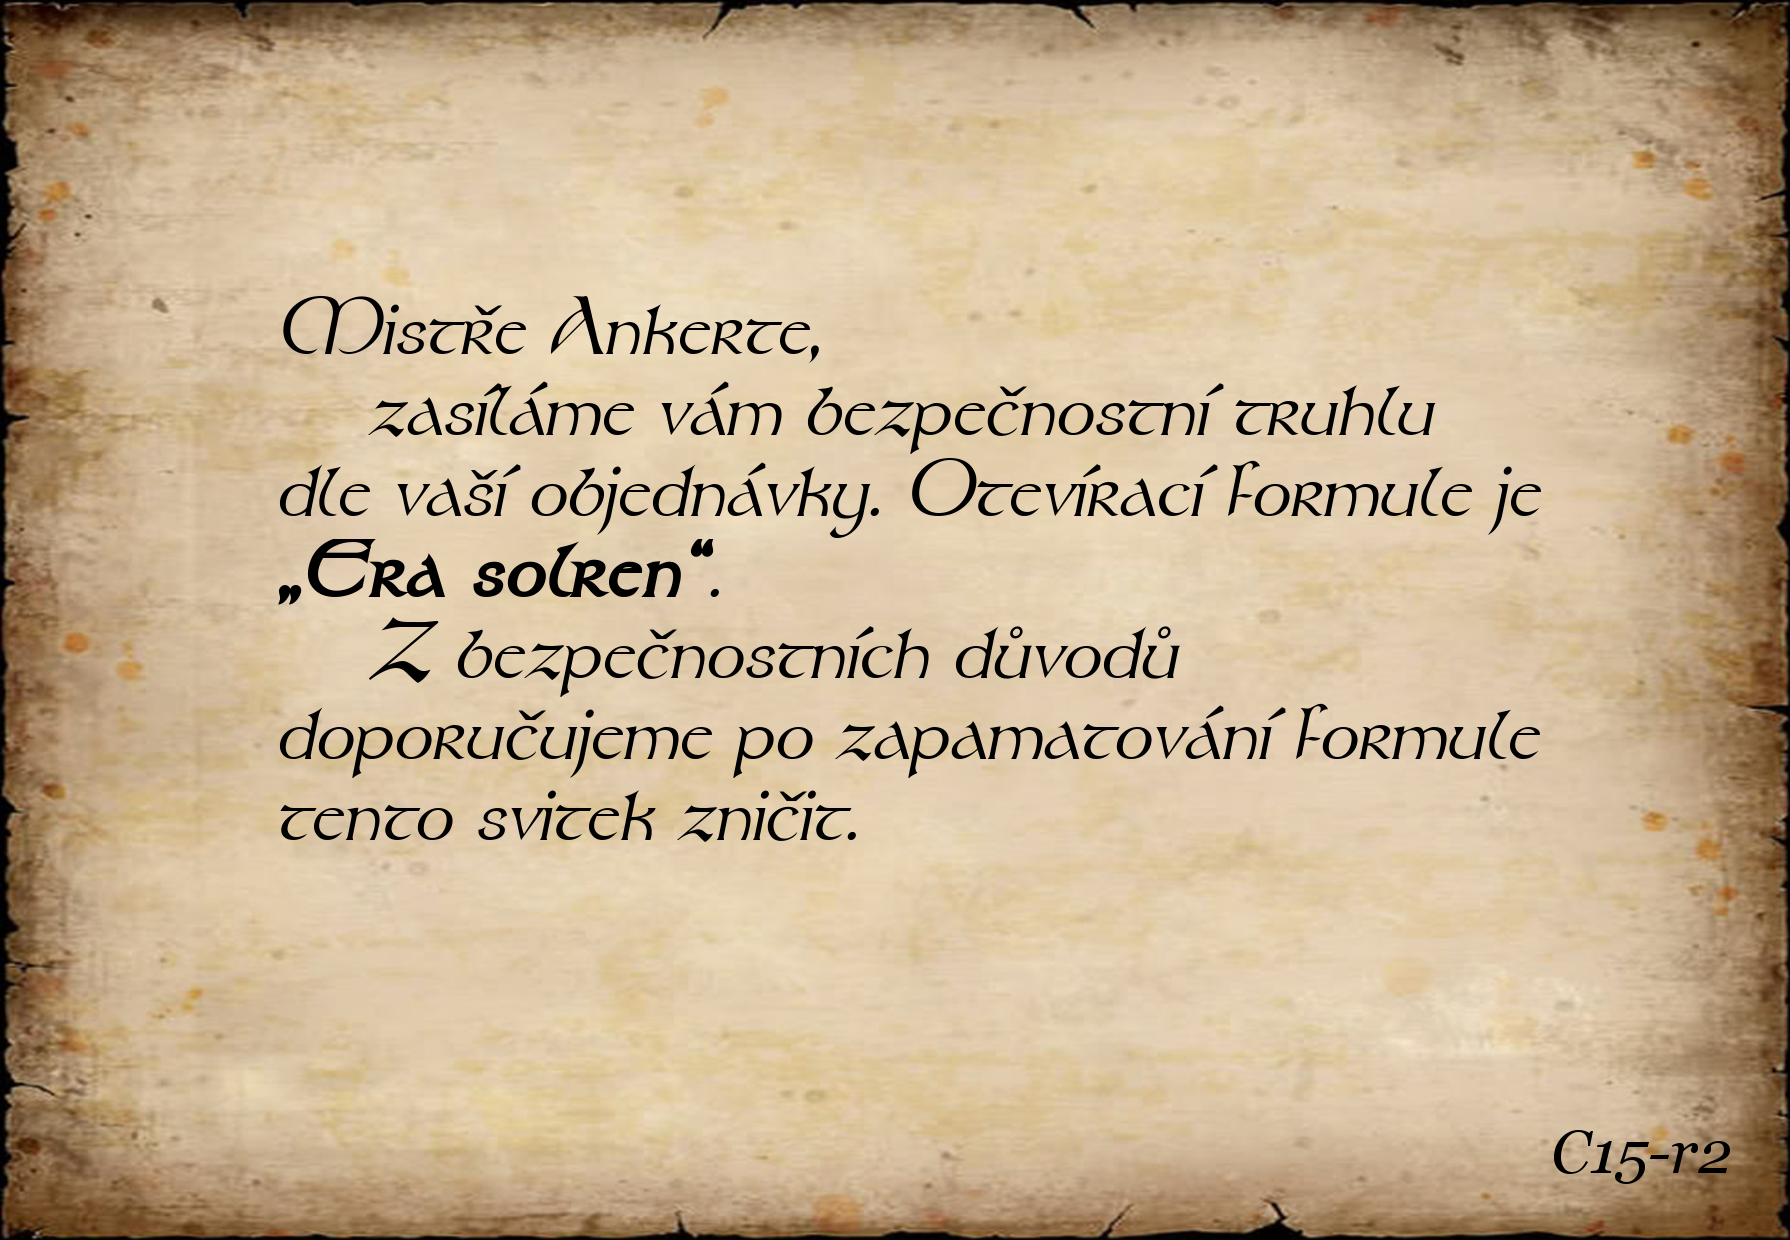 Mistře Ankerte,
zasíláme vám bezpečnostní truhlu
dle vaší objednávky. Otevírací formule je
„Era solren“.
Z bezpečnostních důvodů
doporučujeme po zapamatování formule
tento svitek zničit.
C15-r2